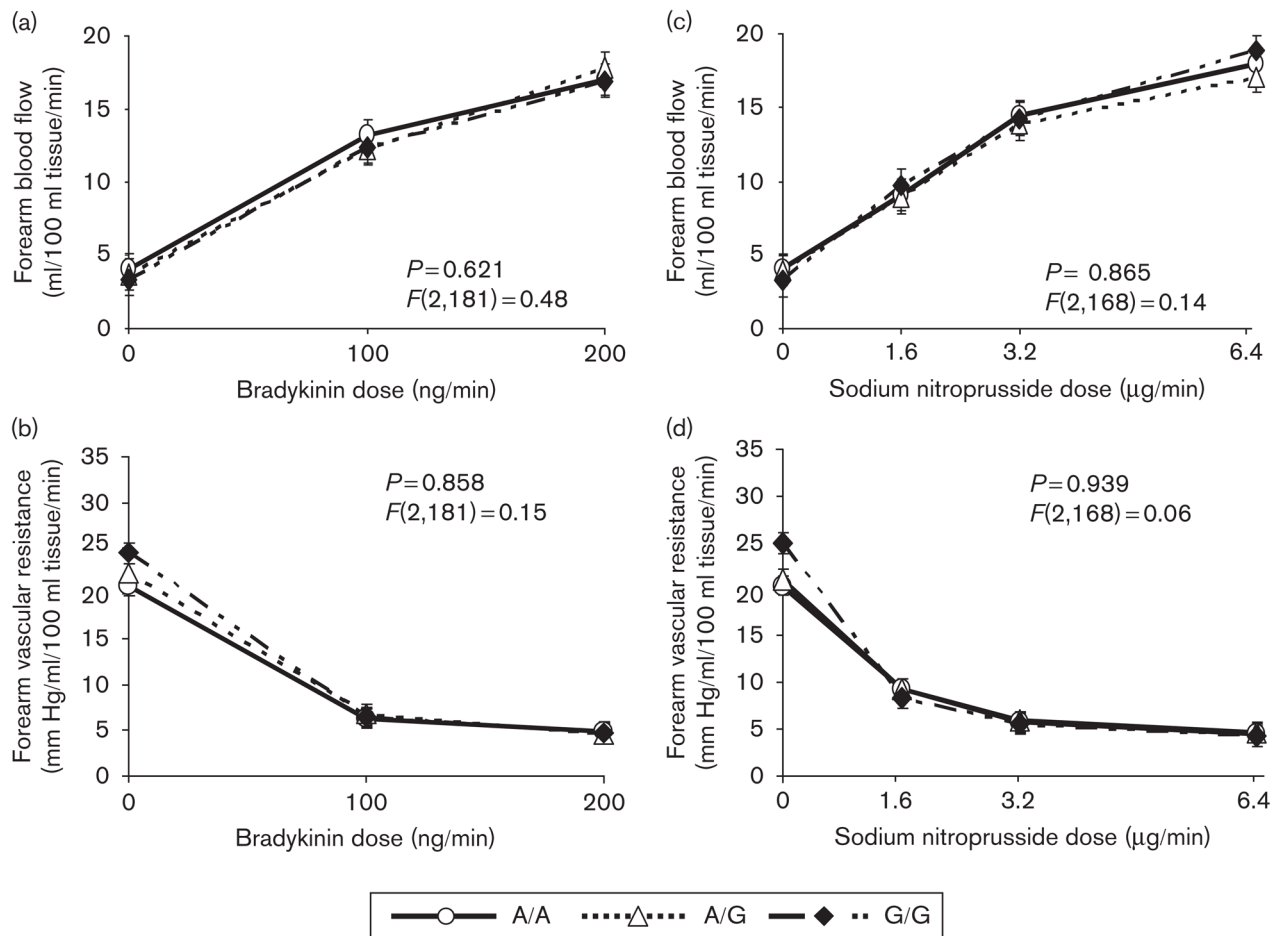 (a)
Forearm blood flow
(ml/100 ml tissue/min)
20
15
10
5
0
P=0.621
F(2,181)=0.48
0 100 200
Bradykinin dose (ng/min)
(c)
Forearm blood flow
(ml/100 ml tissue/min)
20
15
10
5
0
P= 0.865
F(2,168)=0.14
0 1.6 3.2 6.4
Sodium nitroprusside dose (μg/min)
(b)
Forearm vascular resistance
(mm Hg/ml/100 ml tissue/min)
35
30
25
20
15
10
5
0
P=0.858
F(2,181)=0.15
0 100 200
Bradykinin dose (ng/min)
(d)
Forearm vascular resistance
(mm Hg/ml/100 ml tissue/min)
35
30
25
20
15
10
5
0
P=0.939
F(2,168)=0.06
0 1.6 3.2 6.4
Sodium nitroprusside dose (μg/min)
A/A A/G G/G